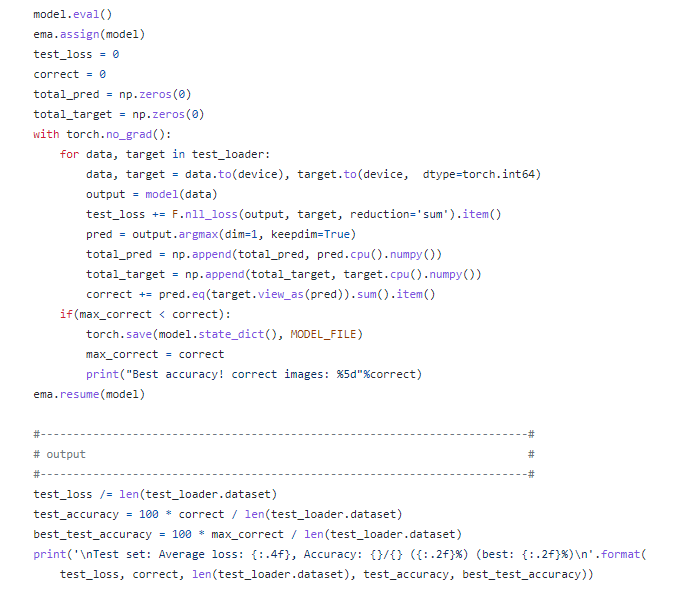 model.eval()
ema.assign(model)
test_loss = 0
correct = 0
total_pred = np.zeros(0)
total_target = np.zeros(0)
with torch.no_grad():
    for data, target in test_loader:
        data, target = data.to(device), target.to(device,  dtype=torch.int64)
        output = model(data)
        test_loss += F.nll_loss(output, target, reduction='sum').item()
        pred = output.argmax(dim=1, keepdim=True)
        total_pred = np.append(total_pred, pred.cpu().numpy())
        total_target = np.append(total_target, target.cpu().numpy())
        correct += pred.eq(target.view_as(pred)).sum().item()
    if(max_correct < correct):
        torch.save(model.state_dict(), MODEL_FILE)
        max_correct = correct
        print("Best accuracy! correct images: %5d"%correct)
ema.resume(model)

#--------------------------------------------------------------------------#
# output                                                                   #
#--------------------------------------------------------------------------#
test_loss /= len(test_loader.dataset)
test_accuracy = 100 * correct / len(test_loader.dataset)
best_test_accuracy = 100 * max_correct / len(test_loader.dataset)
print('\nTest set: Average loss: {:.4f}, Accuracy: {}/{} ({:.2f}%) (best: {:.2f}%)\n'.format(
    test_loss, correct, len(test_loader.dataset), test_accuracy, best_test_accuracy))